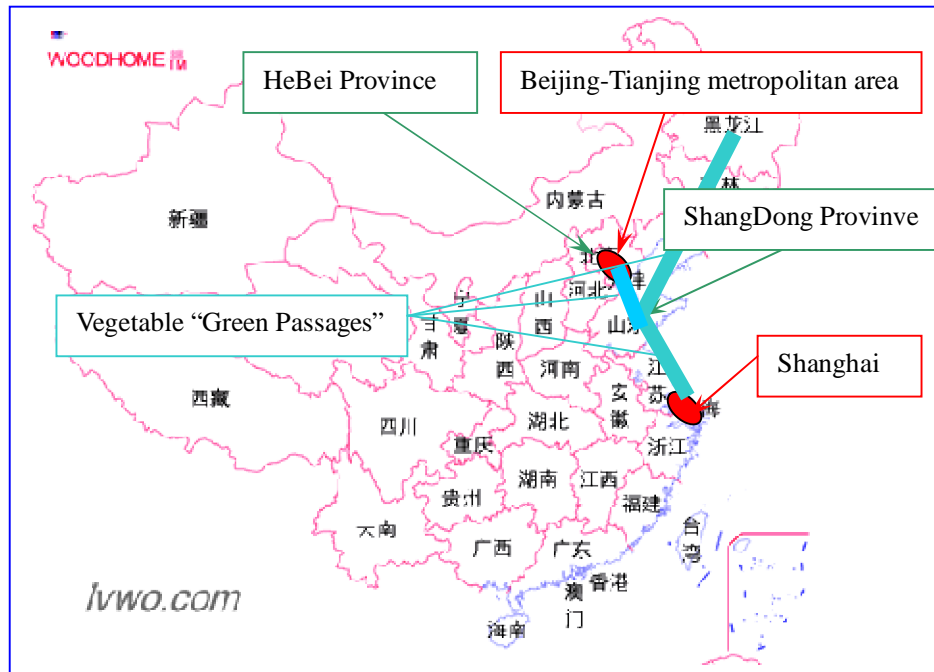 WOODHOME
HeBei Province
Beijing-Tianjing metropolitan area
黑龙江
内蒙古
新疆
ShangDong Provinve
河北
山
西
宁
夏
甘
肃
陕
西
Vegetable “Green Passages”
山东
河南
江
苏
Shanghai
西藏
安
徽
四川
湖北
重庆
浙江
湖南
江西
贵州
福建
云南
台
广西
广东
香港
澳
门
海南
lvwo.com